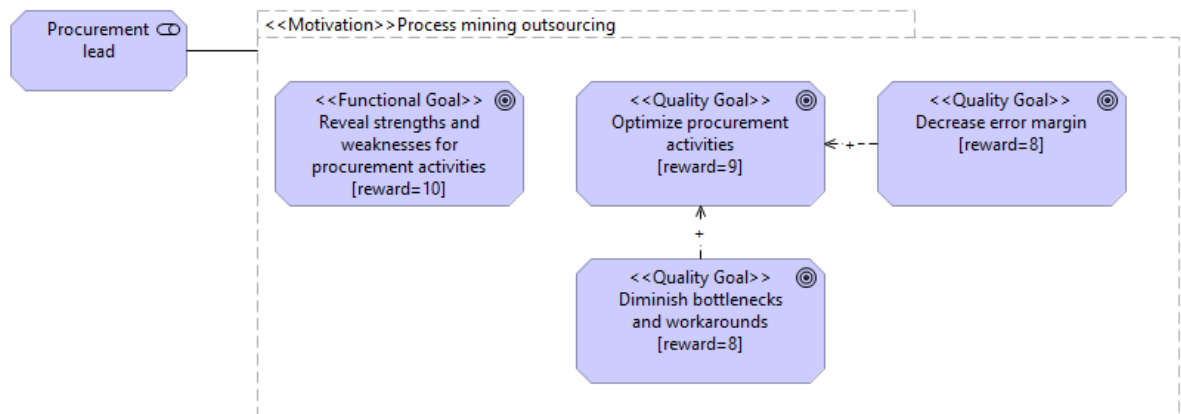 Procurement
lead
<<Motivation>>Process mining outsourcing
<<Functional Goal>>
Reveal strengths and
weaknesses for
procurement activities
[reward=10]
<<Quality Goal>>
Optimize procurement
activities
[reward=9]
<<Quality Goal>>
Decrease error margin
[reward=8]
+
+
<<Quality Goal>>
Diminish bottlenecks
and workarounds
[reward=8]